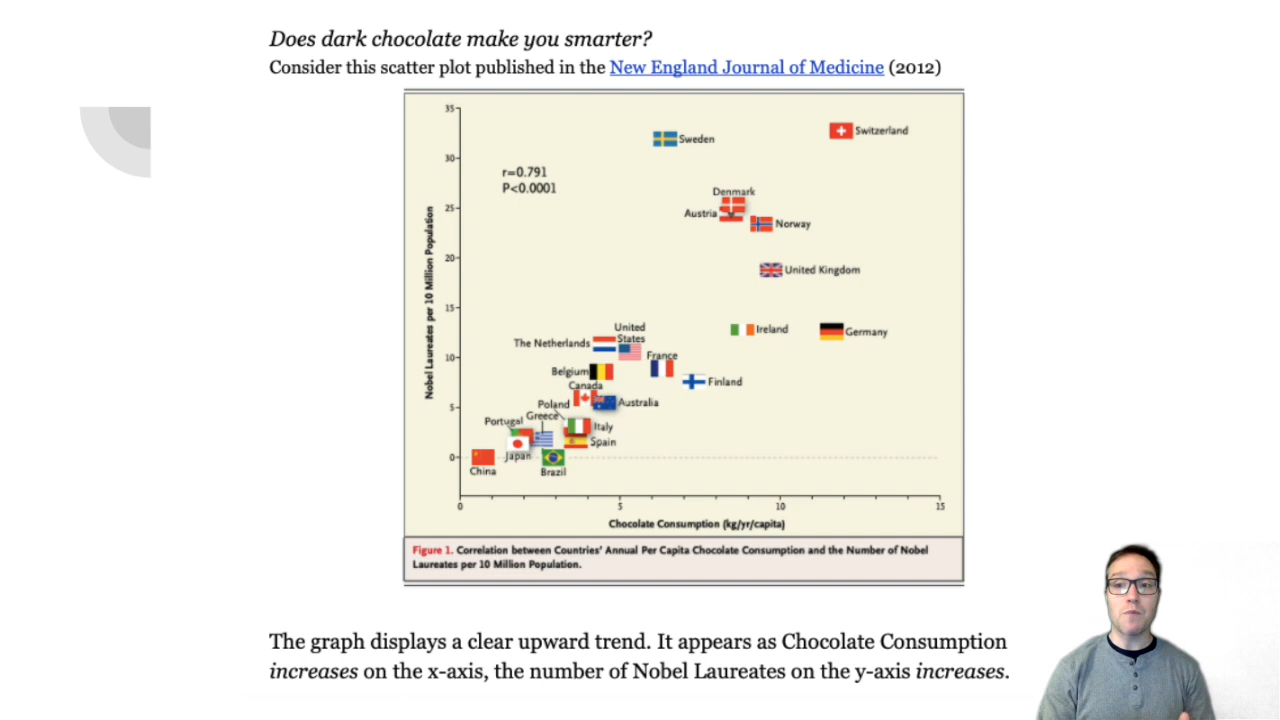 Does dark chocolate make you smarter?
Consider this scatter plot published in the New England Journal of Medicine (2012)
35
Sweden
Switzerland
30
r=0.791
P<0.0001
Denmark
25
Austria
Norway
20
United Kingdom
15
Nobel Laureates per 10 Million Population
United
States
Ireland
Germany
The Netherlands
10
France
Belgium
Finland
Canada
5
Poland
Australia
Portugal
Greece
Italy
Spain
0
Japan
China
Brazil
0
5
10
15
Chocolate Consumption (kg/yr/capita)
Figure 1. Correlation between Countries' Annual Per Capita Chocolate Consumption and the Number of Nobel
Laureates per 10 Million Population.
The graph displays a clear upward trend. It appears as Chocolate Consumption
increases on the x-axis, the number of Nobel Laureates on the y-axis increases.